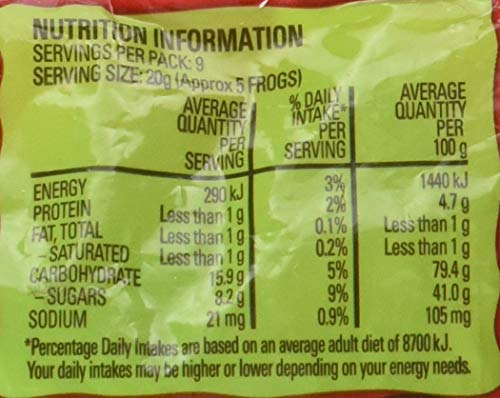 NUTRITION INFORMATION
SERVINGS PER PACK: 9
SERVING SIZE: 20g (Approx 5 FROGS)
AVERAGE QUANTITY PER SERVING % DAILY INTAKE* PER SERVING AVERAGE QUANTITY PER 100 g
ENERGY 290 kJ 3% 1440 kJ
PROTEIN Less than 1 g 2% 4.7 g
FAT, TOTAL Less than 1 g 0.1% Less than 1 g
– SATURATED Less than 1 g 0.2% Less than 1 g
CARBOHYDRATE 15.9 g 5% 79.4 g
– SUGARS 8.2 g 9% 41.0 g
SODIUM 21 mg 0.9% 105 mg
*Percentage Daily Intakes are based on an average adult diet of 8700 kJ.
Your daily intakes may be higher or lower depending on your energy needs.